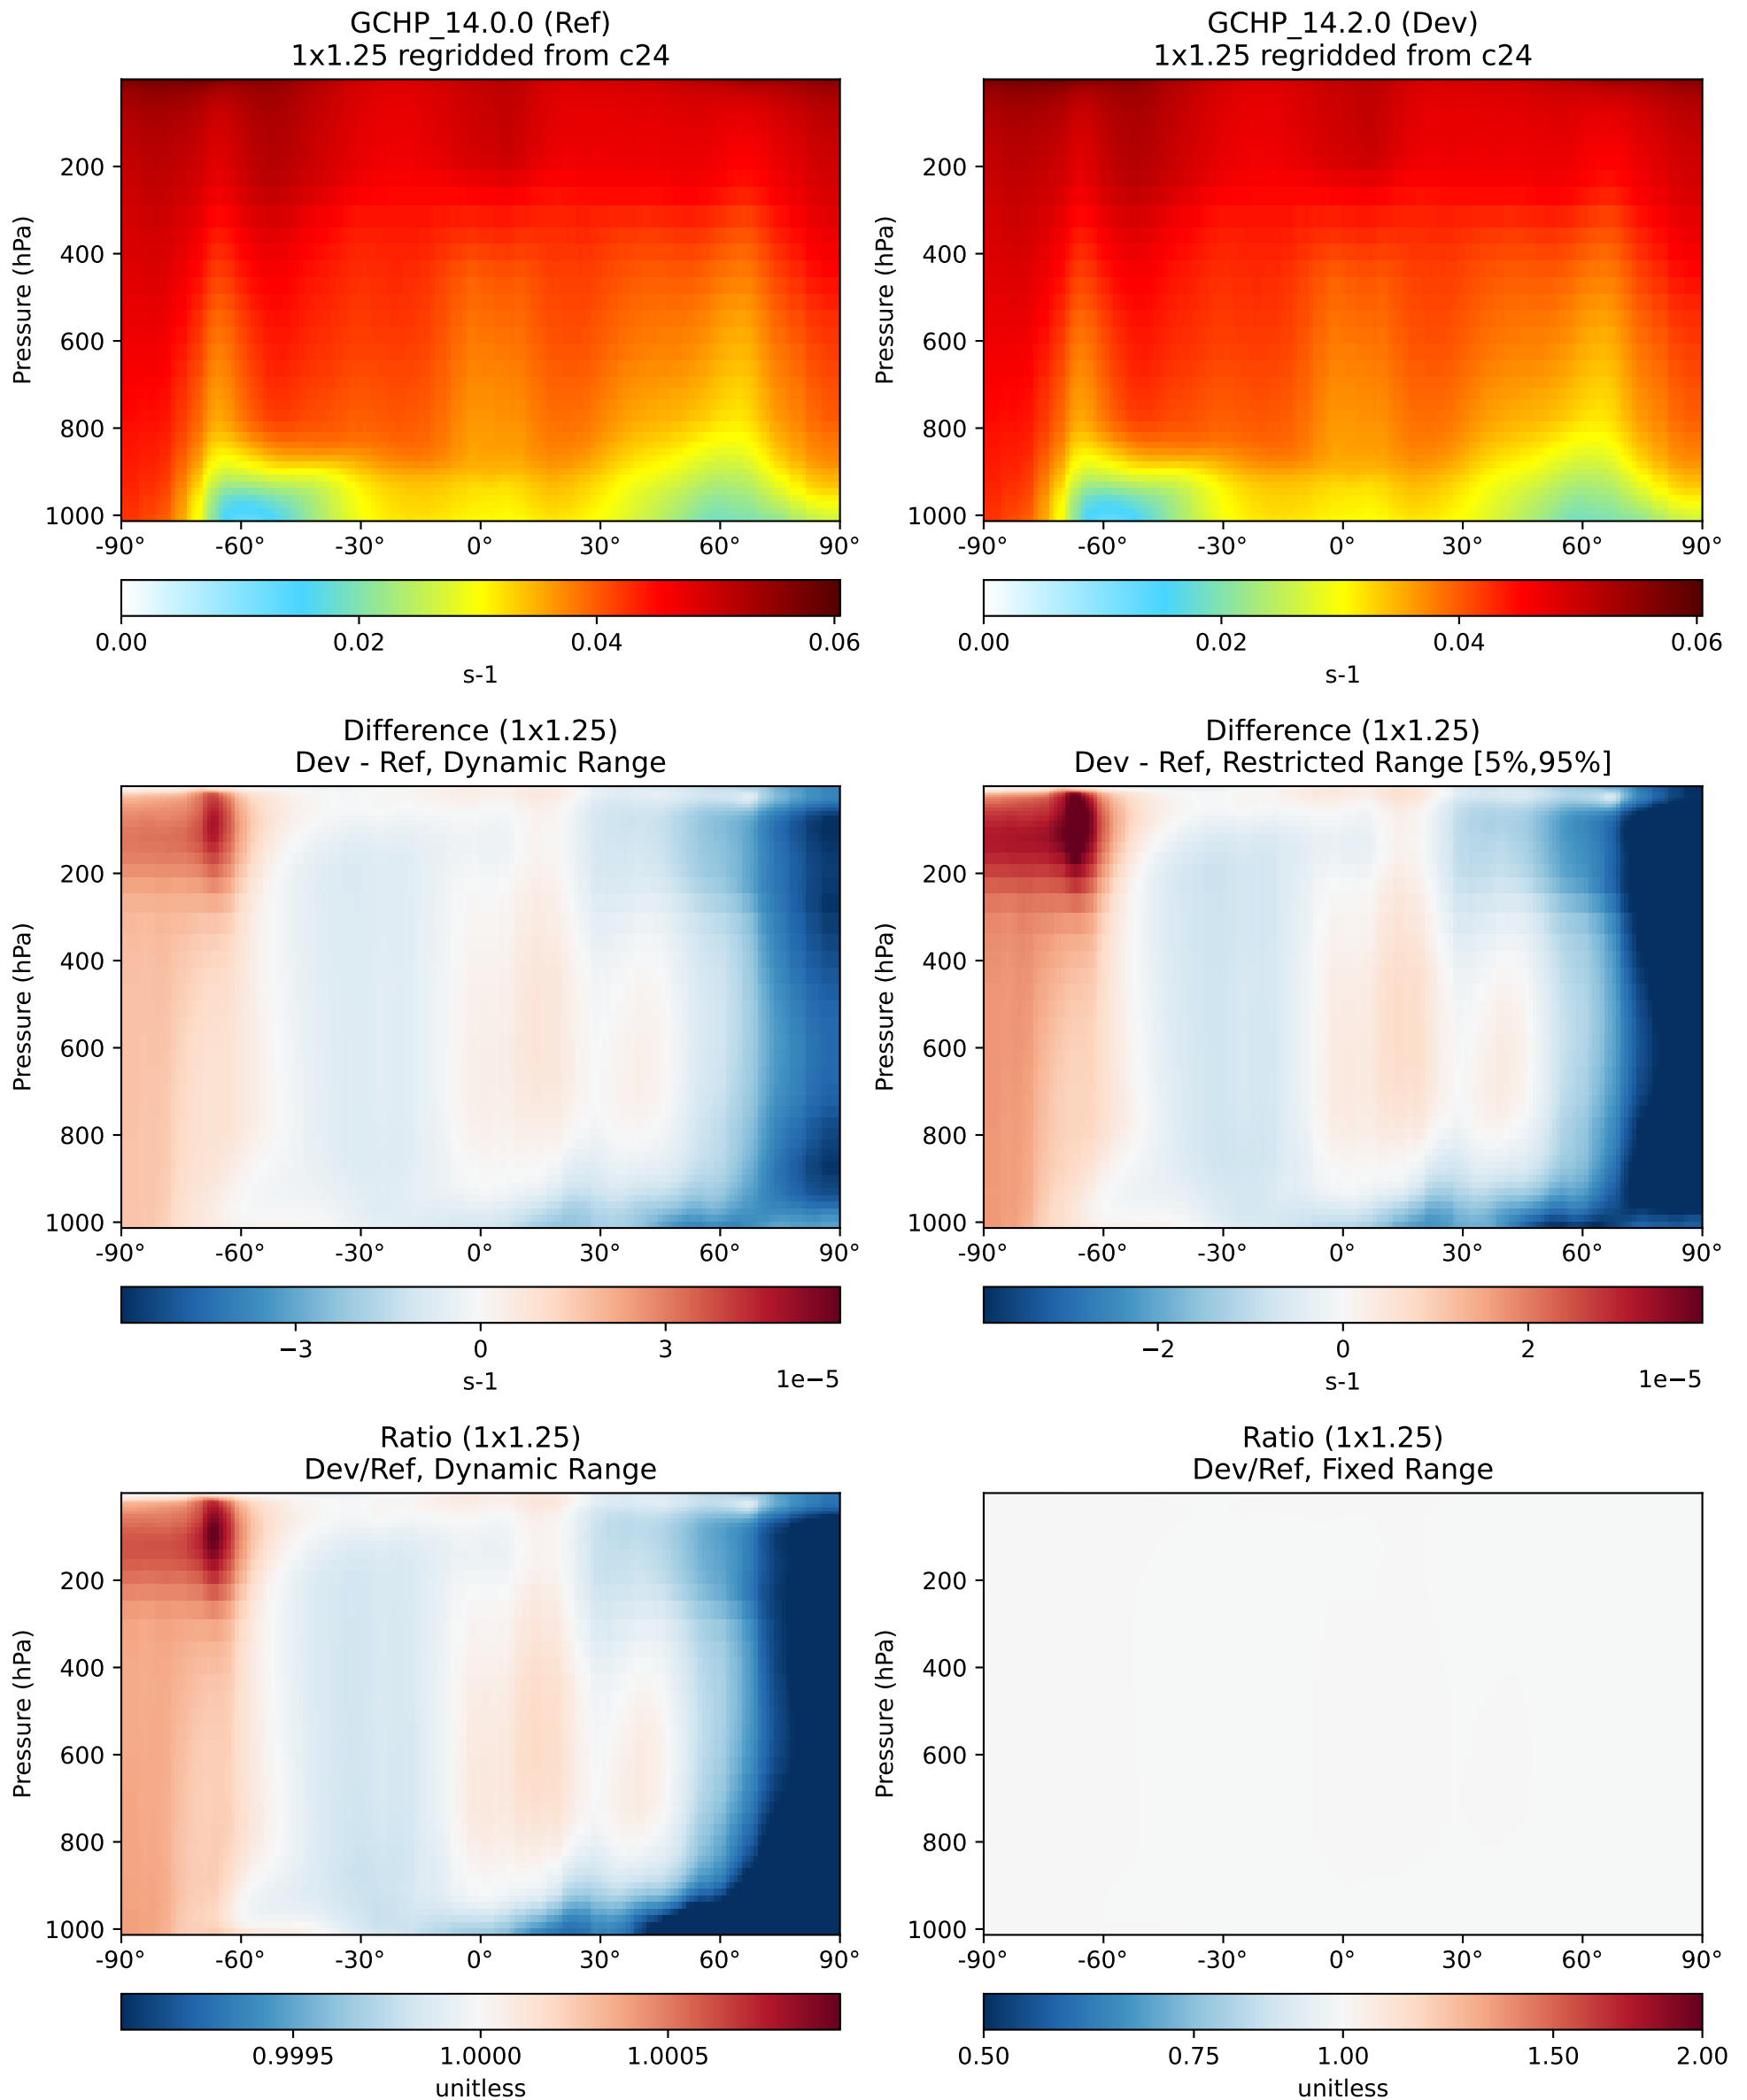 GCHP_14.0.0 (Ref)
1x1.25 regridded from c24
Pressure (hPa)
200
400
600
800
1000
-90° -60° -30° 0° 30° 60° 90°
0.00 0.02 0.04 0.06
s-1
GCHP_14.2.0 (Dev)
1x1.25 regridded from c24
Pressure (hPa)
200
400
600
800
1000
-90° -60° -30° 0° 30° 60° 90°
0.00 0.02 0.04 0.06
s-1
Difference (1x1.25)
Dev - Ref, Dynamic Range
Pressure (hPa)
200
400
600
800
1000
-90° -60° -30° 0° 30° 60° 90°
−3 0 3
s-1 1e−5
Difference (1x1.25)
Dev - Ref, Restricted Range [5%,95%]
Pressure (hPa)
200
400
600
800
1000
-90° -60° -30° 0° 30° 60° 90°
−2 0 2
s-1 1e−5
Ratio (1x1.25)
Dev/Ref, Dynamic Range
Pressure (hPa)
200
400
600
800
1000
-90° -60° -30° 0° 30° 60° 90°
0.9995 1.0000 1.0005
unitless
Ratio (1x1.25)
Dev/Ref, Fixed Range
Pressure (hPa)
200
400
600
800
1000
-90° -60° -30° 0° 30° 60° 90°
0.50 0.75 1.00 1.50 2.00
unitless